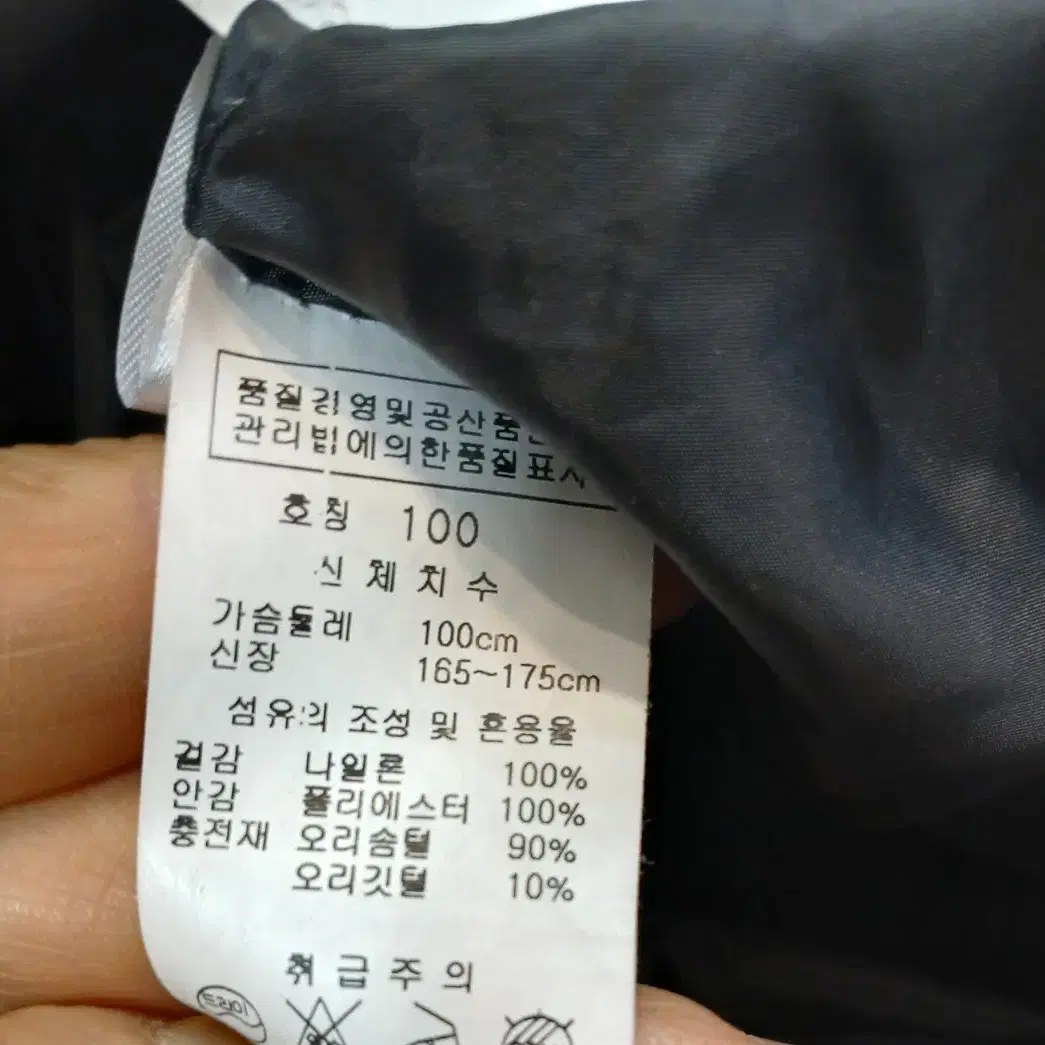 품질경영및공산품
관리법에의한품질표시
호칭 100
신체치수
가슴둘레 100cm
신장 165~175cm
섬유의 조성 및 혼용율
겉감 나일론 100%
안감 폴리에스터 100%
충전재 오리솜털 90%
오리깃털 10%
취급주의
드라이